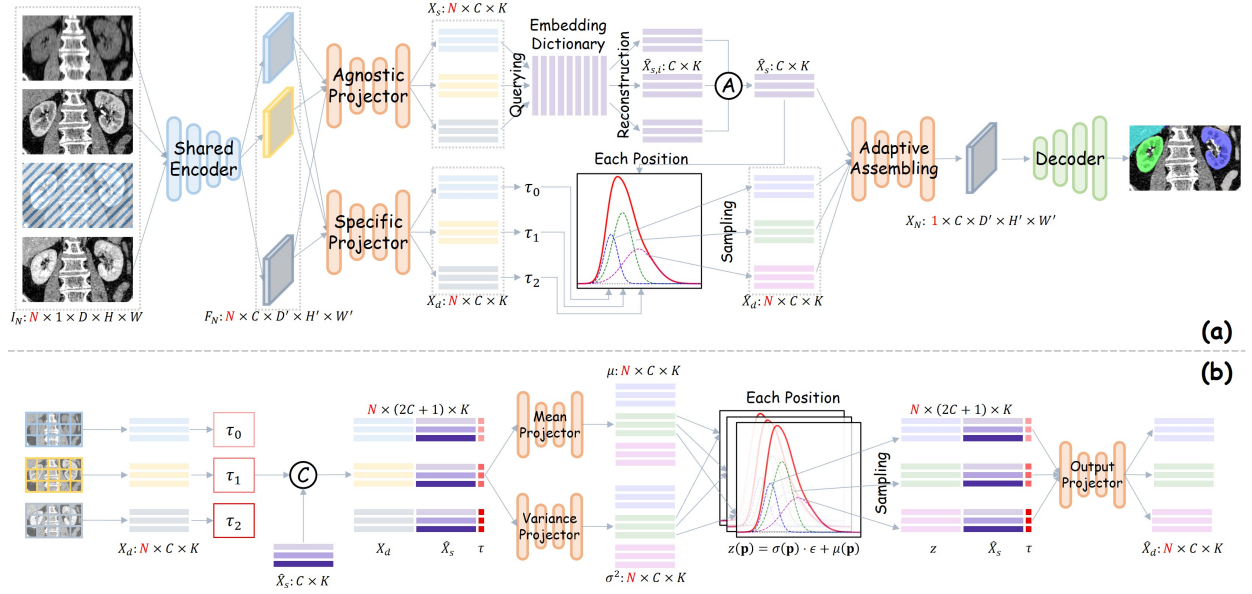 X_s: N × C × K
Embedding
Dictionary
Querying
Reconstruction
X̂_{s,i}: C × K
A
X̂_s: C × K
Shared
Encoder
Agnostic
Projector
Specific
Projector
Each Position
τ_0
τ_1
τ_2
Sampling
Adaptive
Assembling
Decoder
X_N: 1 × C × D′ × H′ × W′
I_N: N × 1 × D × H × W
F_N: N × C × D′ × H′ × W′
X_d: N × C × K
X̂_d: N × C × K
(a)
(b)
μ: N × C × K
Each Position
N × (2C + 1) × K
N × (2C + 1) × K
Mean
Projector
τ_0
τ_1
τ_2
C
Variance
Projector
Sampling
Output
Projector
X_d: N × C × K
X̂_s: C × K
X_d
X̂_s
τ
σ²: N × C × K
z(p) = σ(p) · ϵ + μ(p)
z
X̂_s
τ
X̂_d: N × C × K